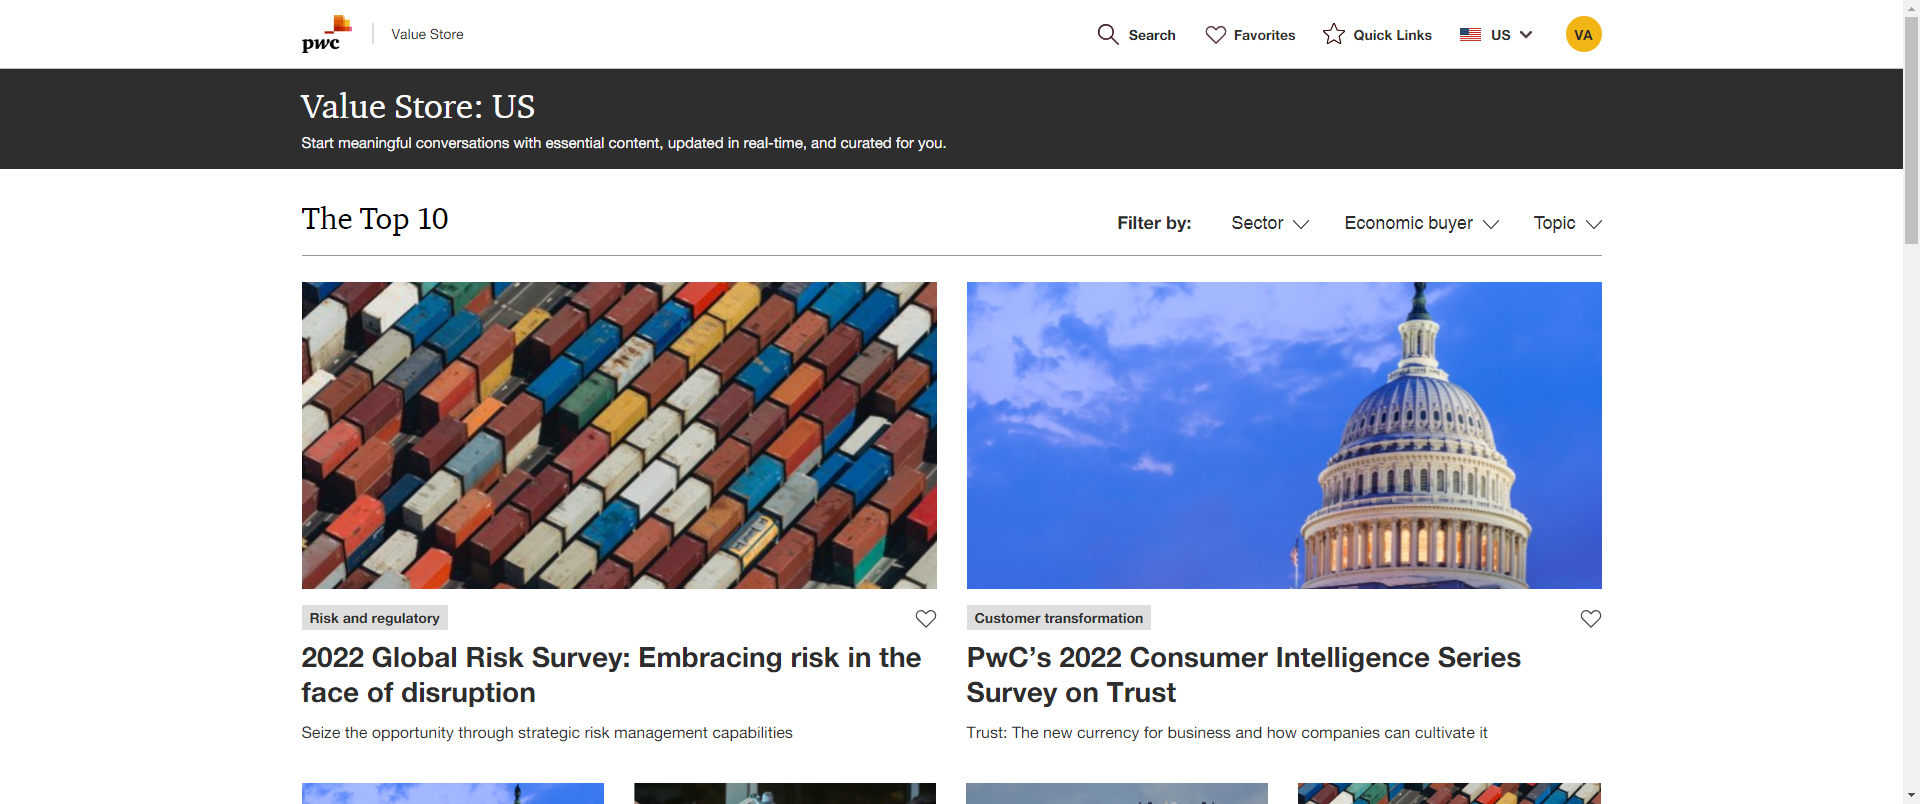 pwc
Value Store
Search
Favorites
Quick Links
US
VA
Value Store: US
Start meaningful conversations with essential content, updated in real-time, and curated for you.
The Top 10
Filter by:
Sector
Economic buyer
Topic
Risk and regulatory
2022 Global Risk Survey: Embracing risk in the
face of disruption
Seize the opportunity through strategic risk management capabilities
Customer transformation
PwC’s 2022 Consumer Intelligence Series
Survey on Trust
Trust: The new currency for business and how companies can cultivate it